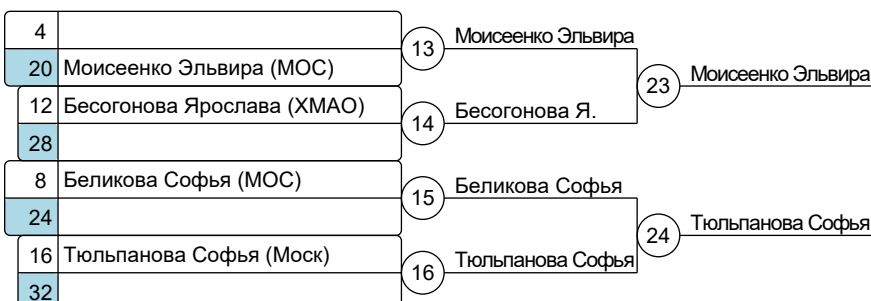 4
20 Моисеенко Эльвира (МОС)
12 Бесогонова Ярослава (ХМАО)
28
8 Беликова Софья (МОС)
24
16 Тюльпанова Софья (Моск)
32
13 Моисеенко Эльвира
14 Бесогонова Я.
15 Беликова Софья
16 Тюльпанова Софья
23 Моисеенко Эльвира
24 Тюльпанова Софья